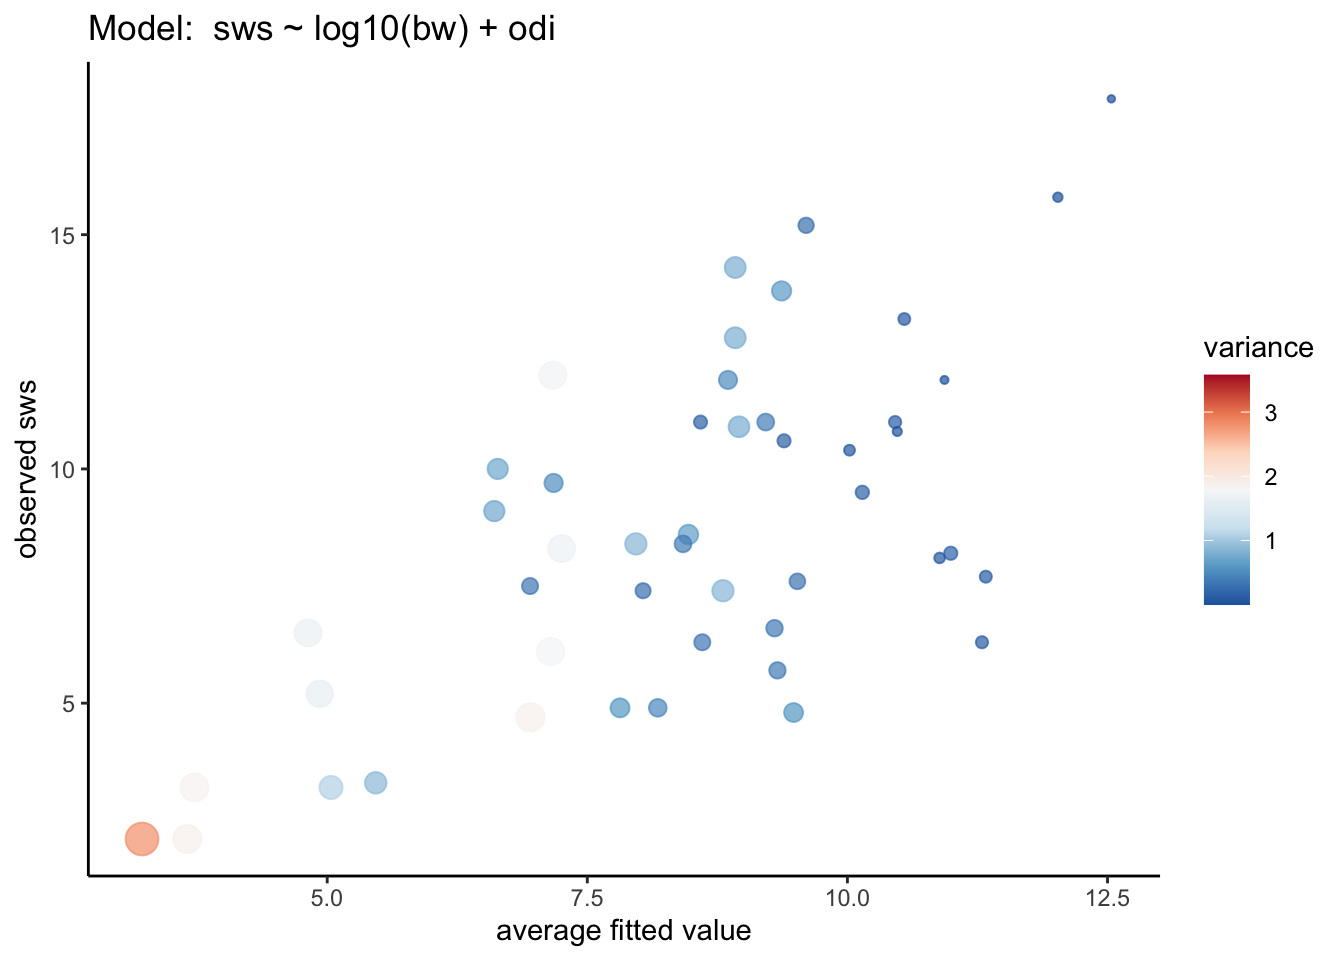 Model:  sws ~ log10(bw) + odi
observed sws
15
10
5
5.0
7.5
10.0
12.5
average fitted value
variance
3
2
1